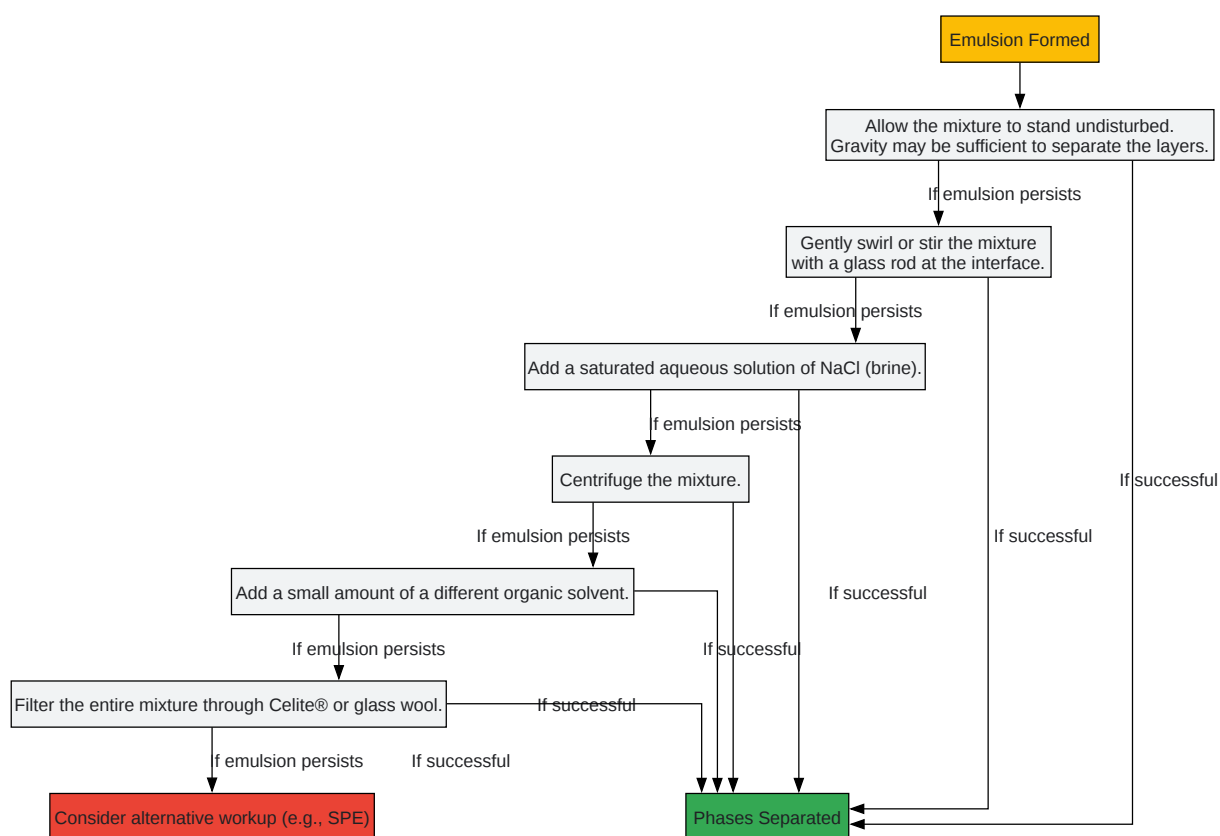 Emulsion Formed
Allow the mixture to stand undisturbed.
Gravity may be sufficient to separate the layers.
If emulsion persists
Gently swirl or stir the mixture
with a glass rod at the interface.
If emulsion persists
Add a saturated aqueous solution of NaCl (brine).
If emulsion persists
Centrifuge the mixture.
If successful
If emulsion persists
If successful
Add a small amount of a different organic solvent.
If successful
If emulsion persists
If successful
Filter the entire mixture through Celite® or glass wool.
If successful
If emulsion persists
If successful
Consider alternative workup (e.g., SPE)
Phases Separated